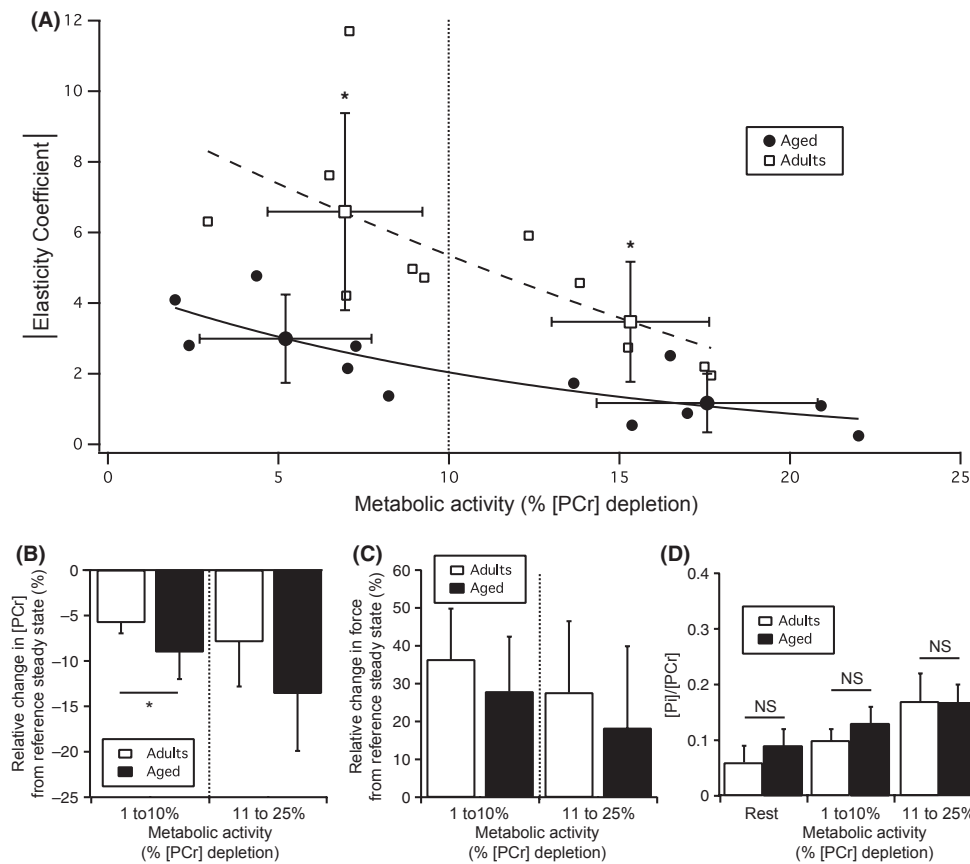 (A)
12
10
8
6
4
2
0
|Elasticity Coefficient|
*
*
Aged
Adults
0 5 10 15 20 25
Metabolic activity (% [PCr] depletion)
(B)
Relative change in [PCr]
from reference steady state (%)
0
−5
−10
−15
−20
−25
*
Adults
Aged
1 to10% 11 to 25%
Metabolic activity
(% [PCr] depletion)
(C)
Relative change in force
from reference steady state (%)
60
50
40
30
20
10
0
Adults
Aged
1 to10% 11 to 25%
Metabolic activity
(% [PCr] depletion)
(D)
[Pi]/[PCr]
0.4
0.3
0.2
0.1
0
Adults
Aged
NS
NS
NS
Rest 1 to10% 11 to 25%
Metabolic activity
(% [PCr] depletion)